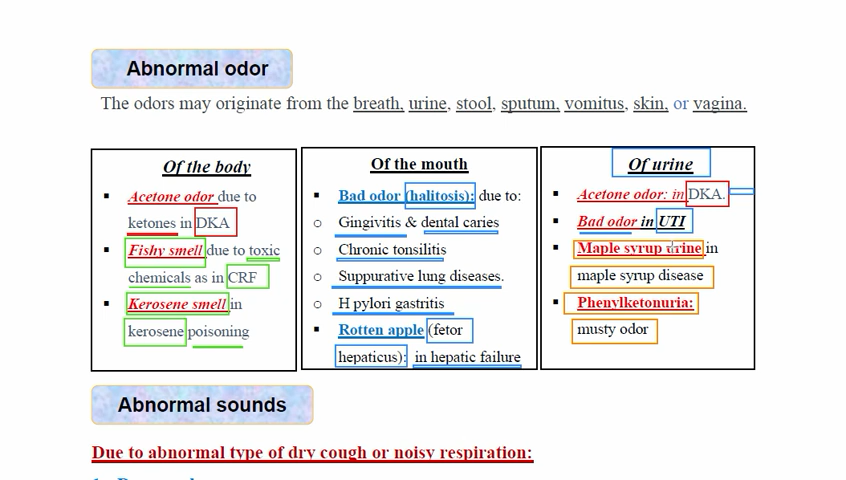 Abnormal odor
The odors may originate from the breath, urine, stool, sputum, vomitus, skin, or vagina.
Of the body
▪ Acetone odor due to
ketones in DKA
▪ Fishy smell due to toxic
chemicals as in CRF
▪ Kerosene smell in
kerosene poisoning
Of the mouth
▪ Bad odor (halitosis): due to:
o Gingivitis & dental caries
o Chronic tonsilitis
o Suppurative lung diseases.
o H pylori gastritis
▪ Rotten apple (fetor
hepaticus): in hepatic failure
Of urine
▪ Acetone odor: in DKA.
▪ Bad odor in UTI
▪ Maple syrup urine in
maple syrup disease
▪ Phenylketonuria:
musty odor
Abnormal sounds
Due to abnormal type of dry cough or noisy respiration: